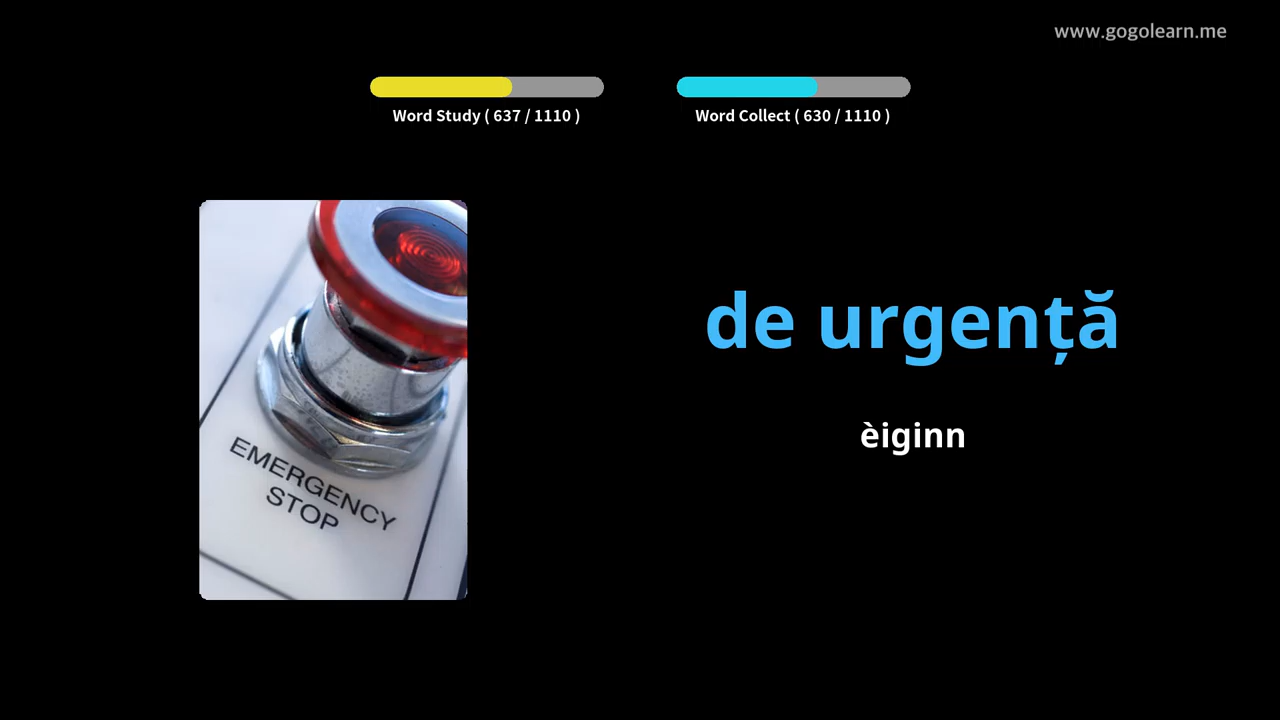 www.gogolearn.me
Word Study ( 637 / 1110 )
Word Collect ( 630 / 1110 )
EMERGENCY
STOP
de urgență
èiginn